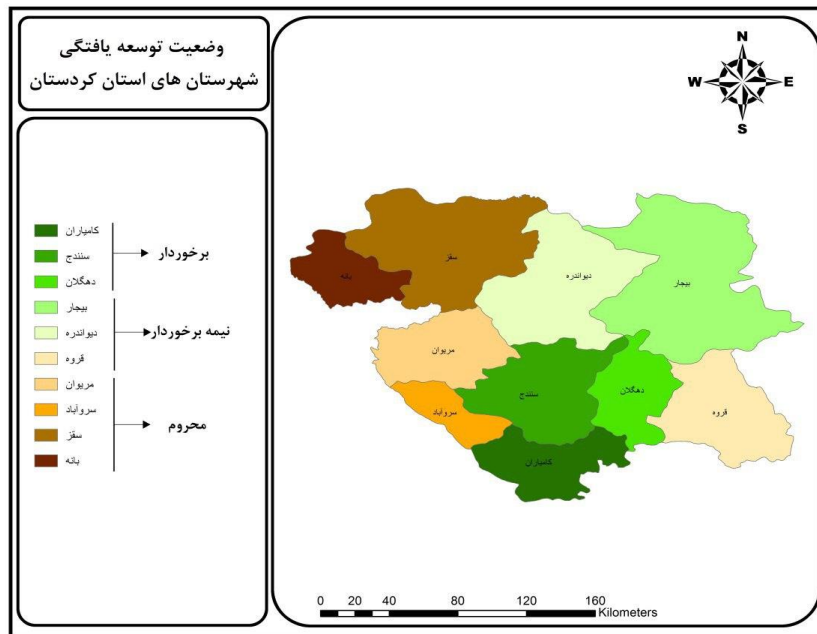 وضعیت توسعه یافتگی
شهرستان های استان کردستان
کامیاران
سنندج
دهگلان
برخوردار
بیجار
دیواندره
قروه
نیمه برخوردار
مریوان
سروآباد
سقز
بانه
محروم
N
W E
S
سقز
بانه
دیواندره
بیجار
مریوان
سنندج
دهگلان
قروه
سروآباد
کامیاران
0 20 40 80 120 160
Kilometers